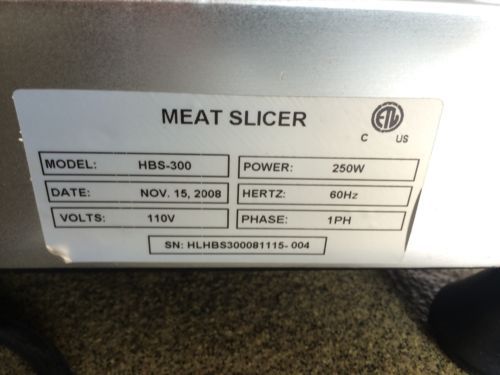 MEAT SLICER
ETL
C US
MODEL: HBS-300 POWER: 250W
DATE: NOV. 15, 2008 HERTZ: 60Hz
VOLTS: 110V PHASE: 1PH
SN: HLHBS300081115- 004